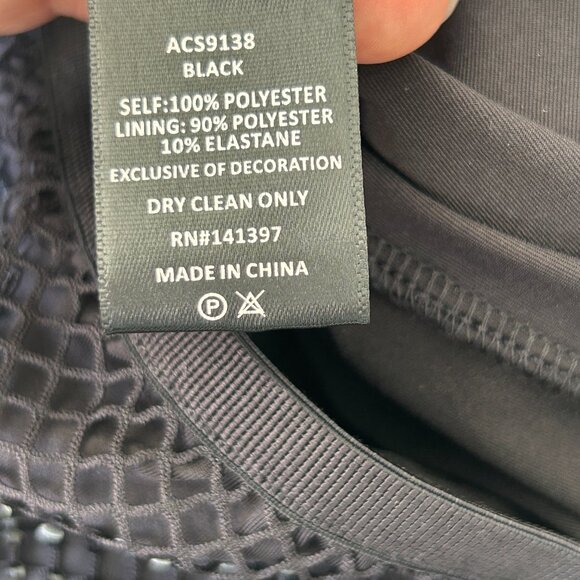 ACS9138
BLACK
SELF:100% POLYESTER
LINING: 90% POLYESTER
10% ELASTANE
EXCLUSIVE OF DECORATION
DRY CLEAN ONLY
RN#141397
MADE IN CHINA
P